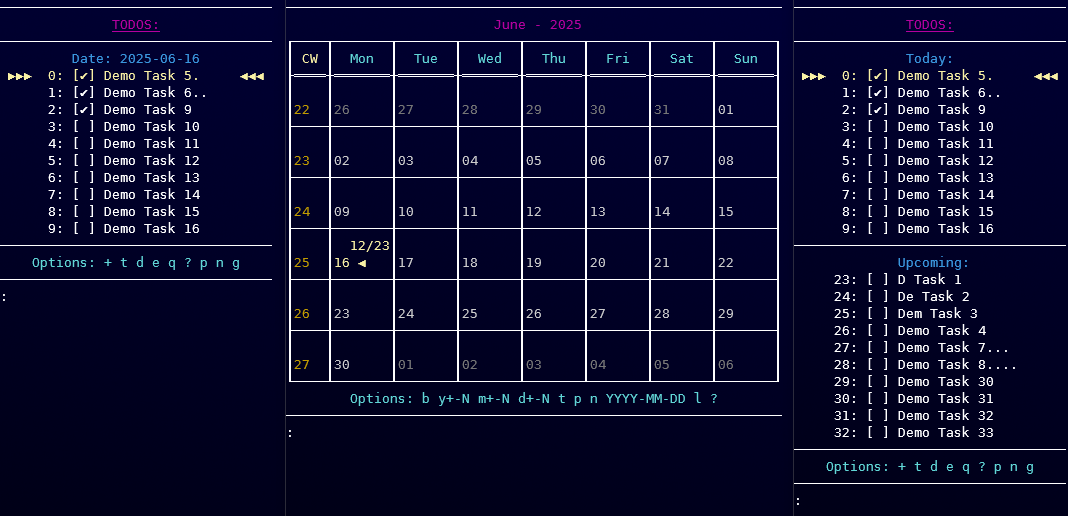 TODOS:
Date: 2025-06-16
▶▶▶ 0: [✔] Demo Task 5. ◀◀◀
1: [✔] Demo Task 6..
2: [✔] Demo Task 9
3: [ ] Demo Task 10
4: [ ] Demo Task 11
5: [ ] Demo Task 12
6: [ ] Demo Task 13
7: [ ] Demo Task 14
8: [ ] Demo Task 15
9: [ ] Demo Task 16
Options: + t d e q ? p n g
:
June - 2025
CW Mon Tue Wed Thu Fri Sat Sun
22 26 27 28 29 30 31 01
23 02 03 04 05 06 07 08
24 09 10 11 12 13 14 15
12/23
25 16 ◀ 17 18 19 20 21 22
26 23 24 25 26 27 28 29
27 30 01 02 03 04 05 06
Options: b y+-N m+-N d+-N t p n YYYY-MM-DD l ?
:
TODOS:
Today:
▶▶▶ 0: [✔] Demo Task 5. ◀◀◀
1: [✔] Demo Task 6..
2: [✔] Demo Task 9
3: [ ] Demo Task 10
4: [ ] Demo Task 11
5: [ ] Demo Task 12
6: [ ] Demo Task 13
7: [ ] Demo Task 14
8: [ ] Demo Task 15
9: [ ] Demo Task 16
Upcoming:
23: [ ] D Task 1
24: [ ] De Task 2
25: [ ] Dem Task 3
26: [ ] Demo Task 4
27: [ ] Demo Task 7...
28: [ ] Demo Task 8....
29: [ ] Demo Task 30
30: [ ] Demo Task 31
31: [ ] Demo Task 32
32: [ ] Demo Task 33
Options: + t d e q ? p n g
: